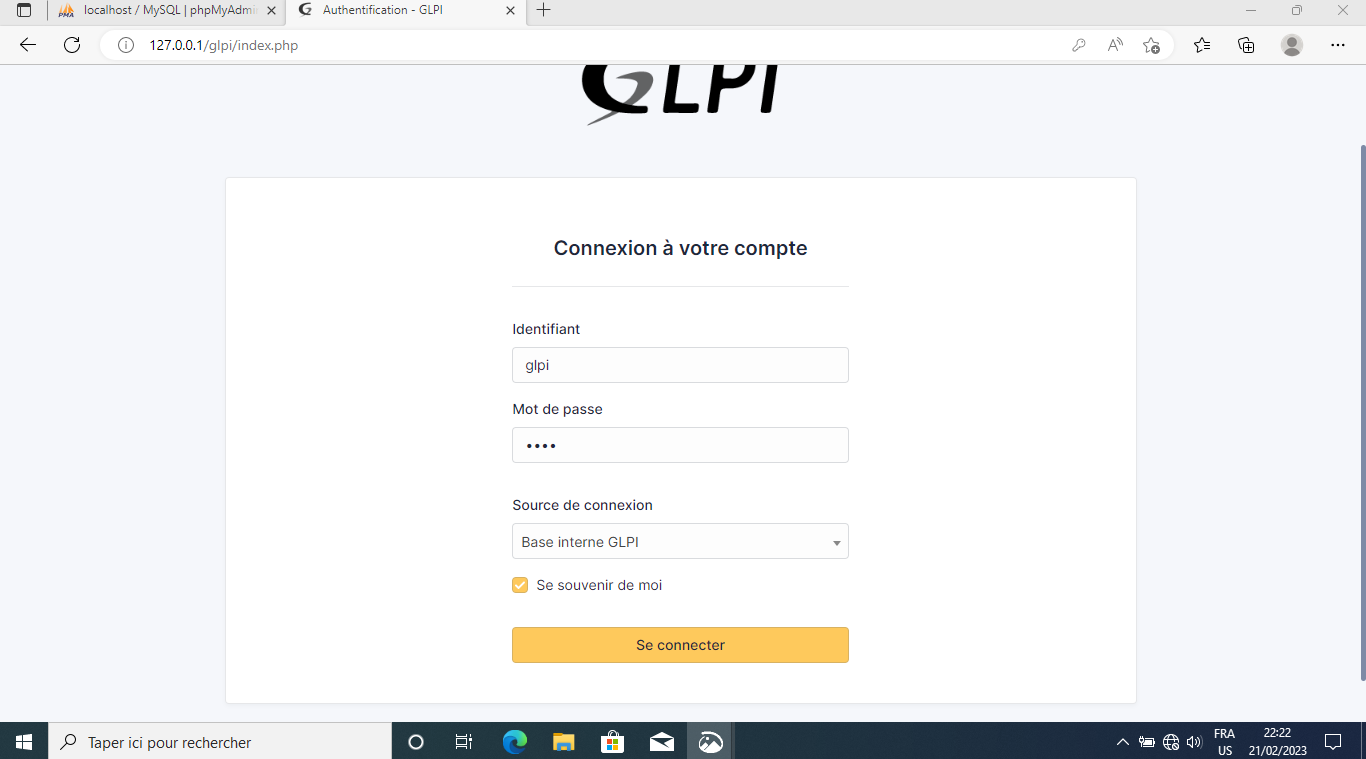 localhost / MySQL | phpMyAdmi
Authentification - GLPI
127.0.0.1/glpi/index.php
GLPI
Connexion à votre compte
Identifiant
glpi
Mot de passe
••••
Source de connexion
Base interne GLPI
Se souvenir de moi
Se connecter
Taper ici pour rechercher
FRA
US
22:22
21/02/2023